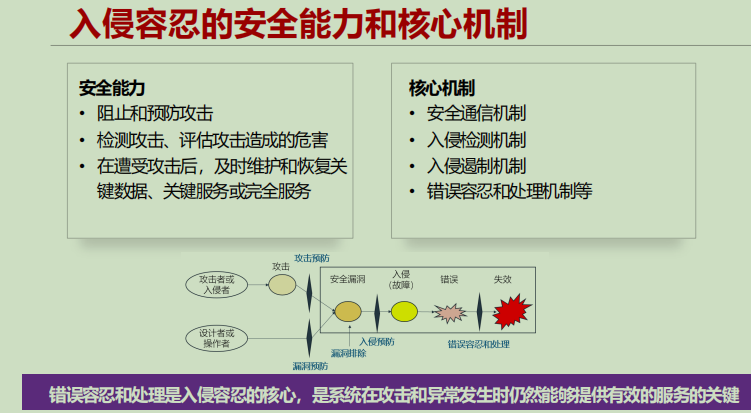 入侵容忍的安全能力和核心机制
安全能力
• 阻止和预防攻击
• 检测攻击、评估攻击造成的危害
• 在遭受攻击后，及时维护和恢复关
键数据、关键服务或完全服务
核心机制
• 安全通信机制
• 入侵检测机制
• 入侵遏制机制
• 错误容忍和处理机制等
攻击预防
攻击
攻击者或
入侵者
安全漏洞
入侵
（故障）
错误
失效
设计者或
操作者
入侵预防
错误容忍和处理
漏洞排除
漏洞预防
错误容忍和处理是入侵容忍的核心，是系统在攻击和异常发生时仍然能够提供有效的服务的关键